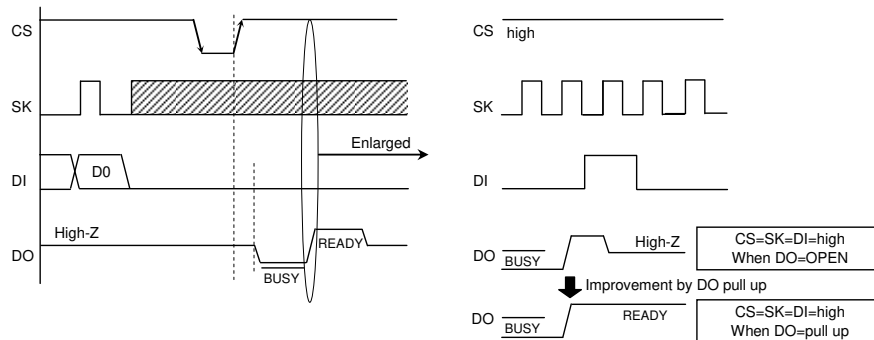 CS
SK
DI
D0
Enlarged
DO
High-Z
BUSY
READY
CS
high
SK
DI
DO
BUSY
High-Z
CS=SK=DI=high
When DO=OPEN
Improvement by DO pull up
DO
BUSY
READY
CS=SK=DI=high
When DO=pull up